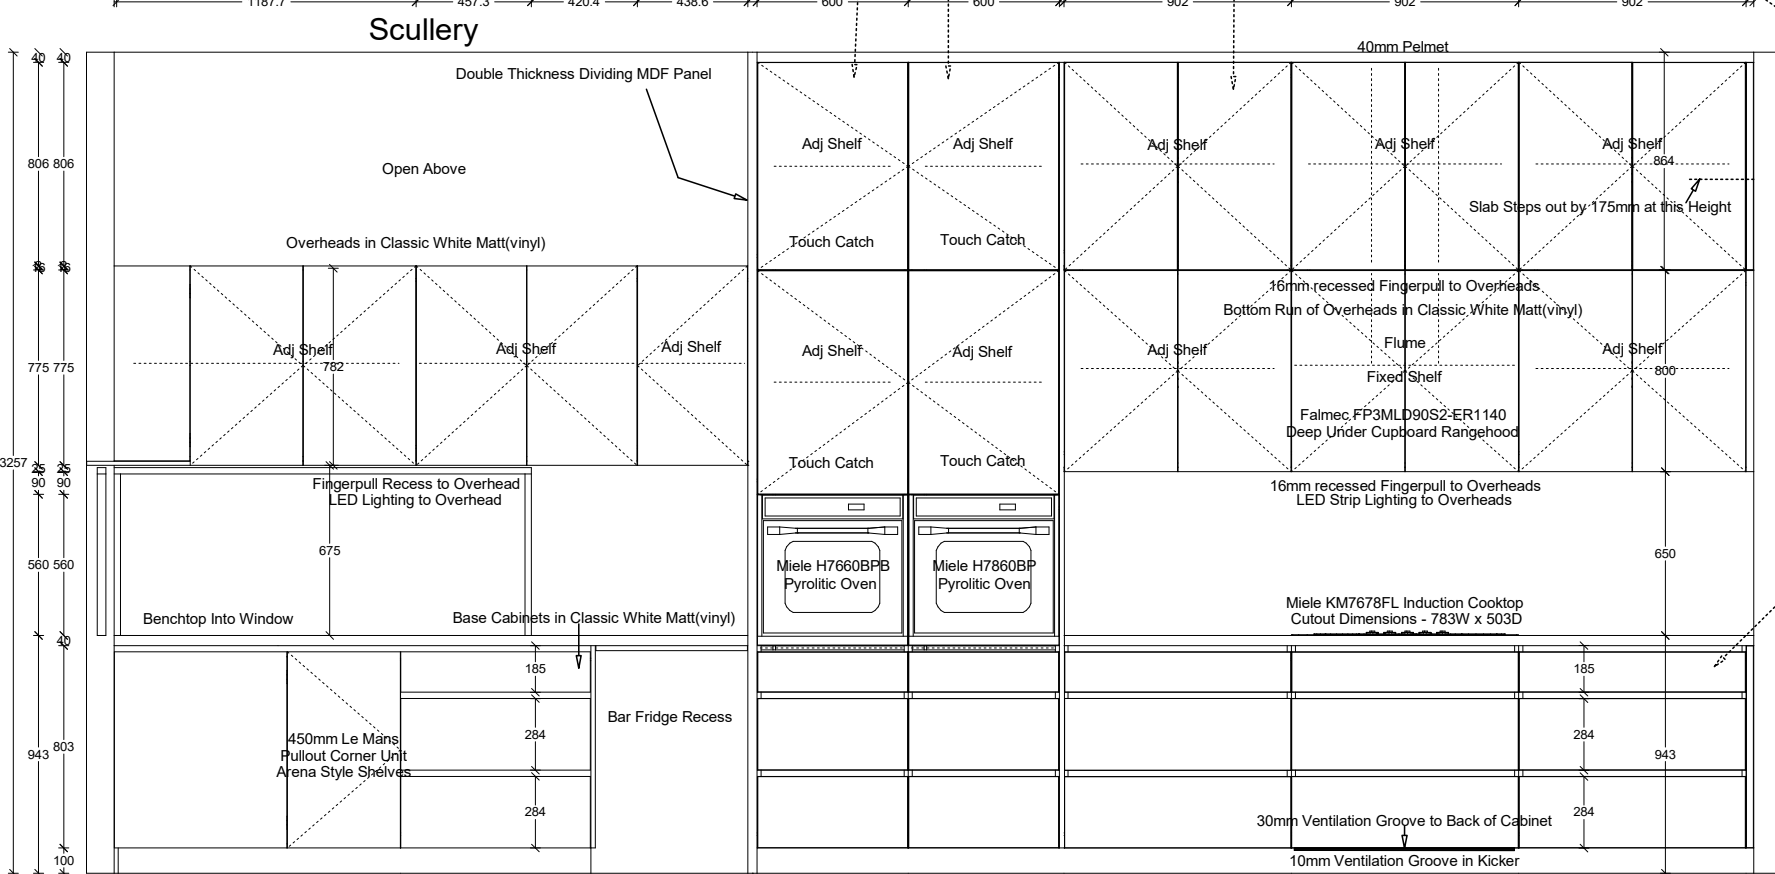 1187.7 457.3 420.4 438.6 600 600 902 902 902
Scullery
40mm Pelmet
40 40
Double Thickness Dividing MDF Panel
Adj Shelf Adj Shelf Adj Shelf Adj Shelf Adj Shelf
806 806
864
Open Above
Slab Steps out by 175mm at this Height
Overheads in Classic White Matt(vinyl)
Touch Catch Touch Catch
16 16
16mm recessed Fingerpull to Overheads
Bottom Run of Overheads in Classic White Matt(vinyl)
Flume
Adj Shelf Adj Shelf Adj Shelf Adj Shelf Adj Shelf Adj Shelf Adj Shelf
775 775
782
800
Fixed Shelf
Falmec FP3MLD90S2-ER1140
Deep Under Cupboard Rangehood
3257
25 25
Touch Catch Touch Catch
90 90
Fingerpull Recess to Overhead
LED Lighting to Overhead
16mm recessed Fingerpull to Overheads
LED Strip Lighting to Overheads
675
650
560 560
Miele H7660BPB
Pyrolitic Oven
Miele H7860BP
Pyrolitic Oven
Miele KM7678FL Induction Cooktop
Cutout Dimensions - 783W x 503D
Benchtop Into Window
Base Cabinets in Classic White Matt(vinyl)
40
185
185
Bar Fridge Recess
284
284
450mm Le Mans
Pullout Corner Unit
Arena Style Shelves
943 803
943
284
284
30mm Ventilation Groove to Back of Cabinet
100
10mm Ventilation Groove in Kicker